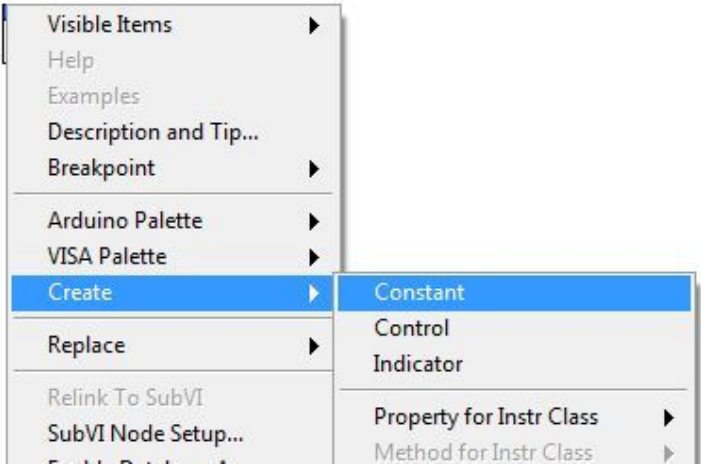 Visible Items
Help
Examples
Description and Tip...
Breakpoint
Arduino Palette
VISA Palette
Create
Constant
Control
Indicator
Replace
Relink To SubVI
SubVI Node Setup...
Property for Instr Class
Method for Instr Class